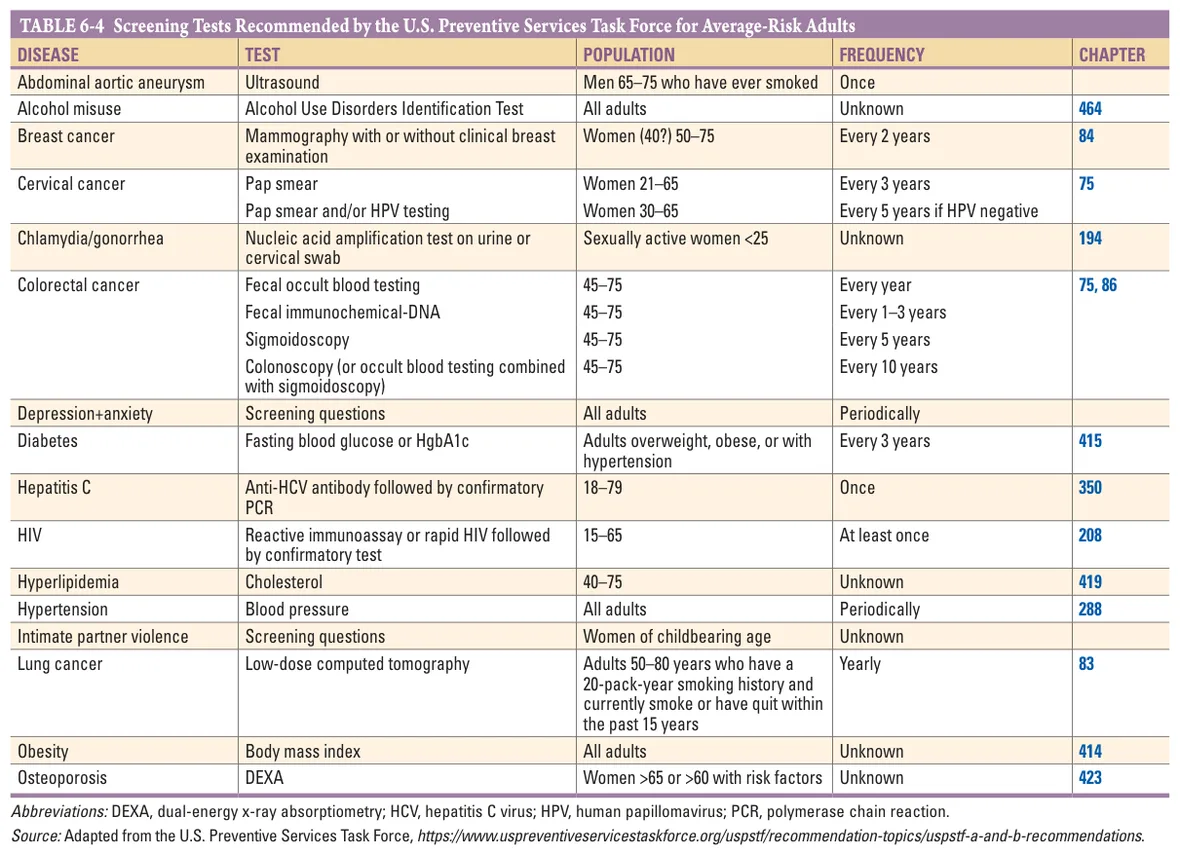 TABLE 6-4 Screening Tests Recommended by the U.S. Preventive Services Task Force for Average-Risk Adults
DISEASE TEST POPULATION FREQUENCY CHAPTER
Abdominal aortic aneurysm Ultrasound Men 65–75 who have ever smoked Once
Alcohol misuse Alcohol Use Disorders Identification Test All adults Unknown 464
Breast cancer Mammography with or without clinical breast Women (40?) 50–75 Every 2 years 84
examination
Cervical cancer Pap smear Women 21–65 Every 3 years 75
Pap smear and/or HPV testing Women 30–65 Every 5 years if HPV negative
Chlamydia/gonorrhea Nucleic acid amplification test on urine or Sexually active women <25 Unknown 194
cervical swab
Colorectal cancer Fecal occult blood testing 45–75 Every year 75, 86
Fecal immunochemical-DNA 45–75 Every 1–3 years
Sigmoidoscopy 45–75 Every 5 years
Colonoscopy (or occult blood testing combined 45–75 Every 10 years
with sigmoidoscopy)
Depression+anxiety Screening questions All adults Periodically
Diabetes Fasting blood glucose or HgbA1c Adults overweight, obese, or with Every 3 years 415
hypertension
Hepatitis C Anti-HCV antibody followed by confirmatory 18–79 Once 350
PCR
HIV Reactive immunoassay or rapid HIV followed 15–65 At least once 208
by confirmatory test
Hyperlipidemia Cholesterol 40–75 Unknown 419
Hypertension Blood pressure All adults Periodically 288
Intimate partner violence Screening questions Women of childbearing age Unknown
Lung cancer Low-dose computed tomography Adults 50–80 years who have a Yearly 83
20-pack-year smoking history and
currently smoke or have quit within
the past 15 years
Obesity Body mass index All adults Unknown 414
Osteoporosis DEXA Women >65 or >60 with risk factors Unknown 423
Abbreviations: DEXA, dual-energy x-ray absorptiometry; HCV, hepatitis C virus; HPV, human papillomavirus; PCR, polymerase chain reaction.
Source: Adapted from the U.S. Preventive Services Task Force, https://www.uspreventiveservicestaskforce.org/uspstf/recommendation-topics/uspstf-a-and-b-recommendations.